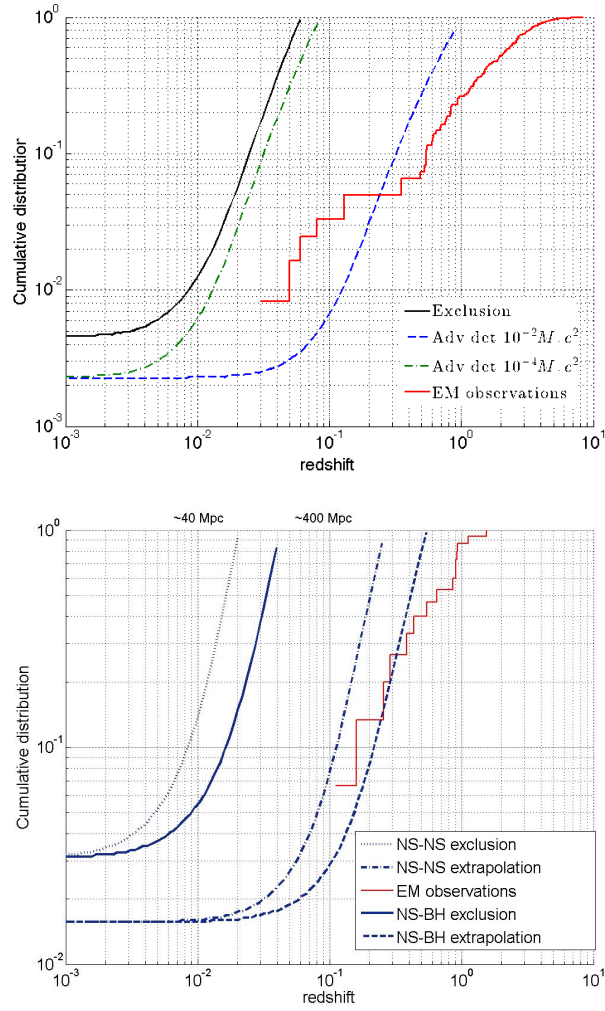 10^0
10^-1
10^-2
10^-3
Cumulative distribution
Exclusion
Adv det 10^-2 M. c^2
Adv det 10^-4 M. c^2
EM observations
10^-3 10^-2 10^-1 10^0 10^1
redshift
~40 Mpc ~400 Mpc
10^0
10^-1
10^-2
Cumulative distribution
NS-NS exclusion
NS-NS extrapolation
EM observations
NS-BH exclusion
NS-BH extrapolation
10^-3 10^-2 10^-1 10^0 10^1
redshift